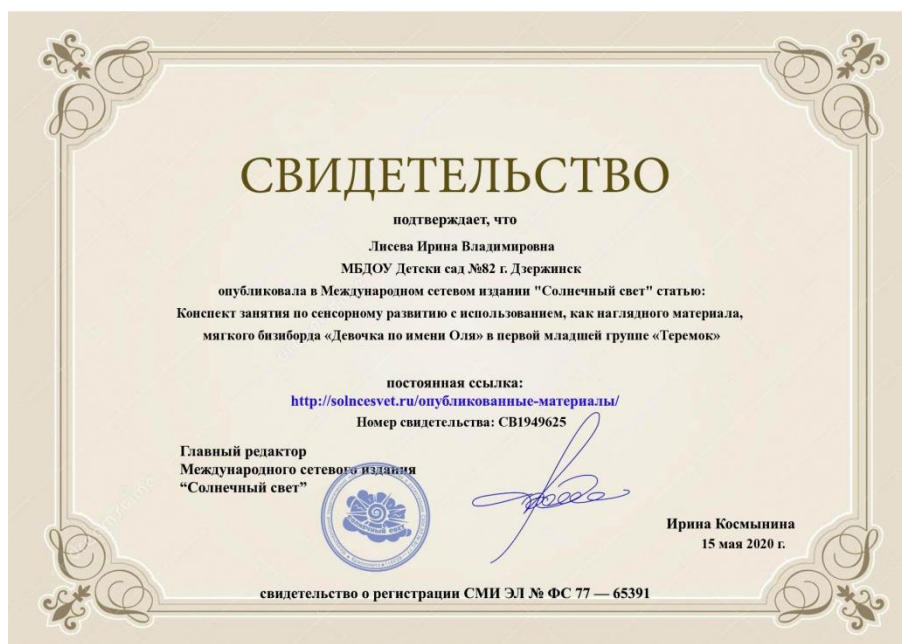 СВИДЕТЕЛЬСТВО
подтверждает, что
Лисева Ирина Владимировна
МБДОУ Детски сад №82 г. Дзержинск
опубликовала в Международном сетевом издании "Солнечный свет" статью:
Конспект занятия по сенсорному развитию с использованием, как наглядного материала,
мягкого бизиборда «Девочка по имени Оля» в первой младшей группе «Теремок»
постоянная ссылка:
http://solncesvet.ru/опубликованные-материалы/
Номер свидетельства: СВ1949625
Главный редактор
Международного сетевого издания
“Солнечный свет”
Солнечный свет
Ирина Космынина
15 мая 2020 г.
свидетельство о регистрации СМИ ЭЛ № ФС 77 — 65391